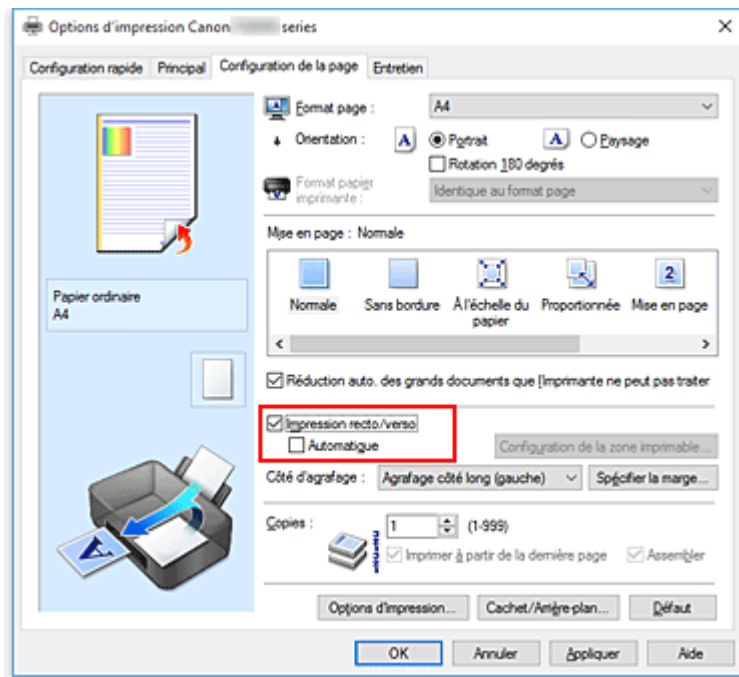 Options d'impression Canon series
Configuration rapide Principal Configuration de la page Entretien
Format page : A4
Orientation : A Portrait A Paysage
Rotation 180 degrés
Format papier imprimante : Identique au format page
Mise en page : Normale
Normale Sans bordure À l'échelle du papier Proportionnée 2 Mise en page
Papier ordinaire
A4
Réduction auto. des grands documents que l'imprimante ne peut pas traiter
Impression recto/verso
Automatique Configuration de la zone imprimable...
Côté d'agrafage : Agrafage côté long (gauche) Spécifier la marge...
Copies : 1 (1-999)
Imprimer à partir de la dernière page Assembler
Options d'impression... Cachet/Arrière-plan... Défaut
OK Annuler Appliquer Aide